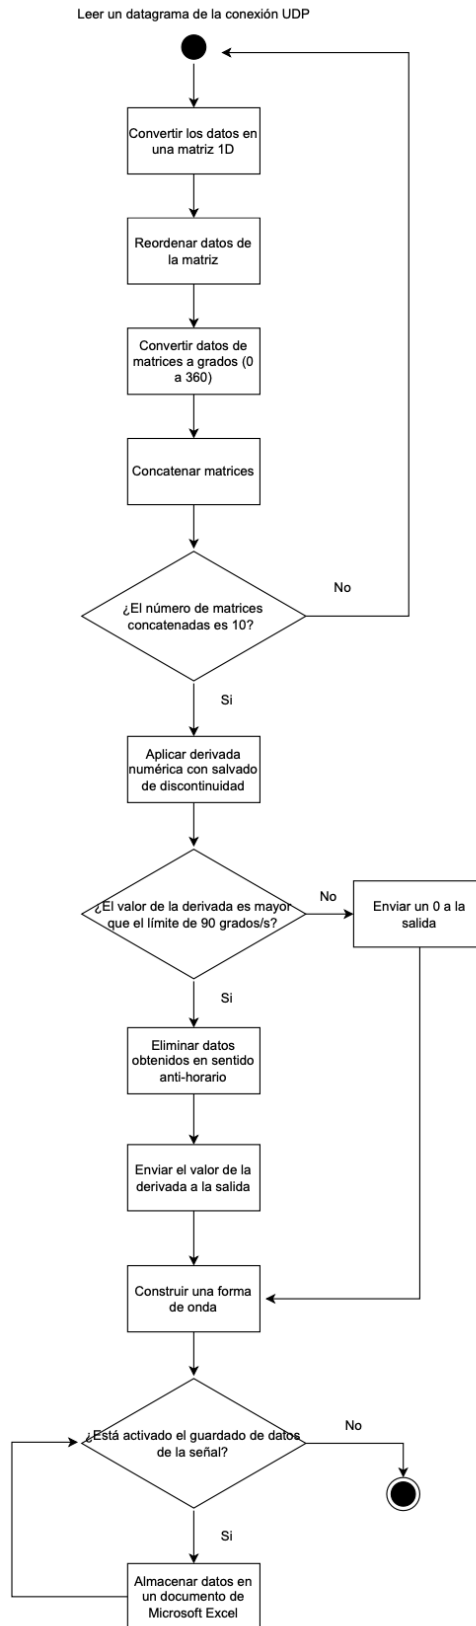 Leer un datagrama de la conexión UDP
Convertir los datos en
una matriz 1D
Reordenar datos de
la matriz
Convertir datos de
matrices a grados (0
a 360)
Concatenar matrices
¿El número de matrices
concatenadas es 10?
No
Si
Aplicar derivada
numérica con salvado
de discontinuidad
¿El valor de la derivada es mayor
que el límite de 90 grados/s?
No
Enviar un 0 a la
salida
Si
Eliminar datos
obtenidos en sentido
anti-horario
Enviar el valor de la
derivada a la salida
Construir una forma
de onda
¿Está activado el guardado de datos
de la señal?
No
Si
Almacenar datos en
un documento de
Microsoft Excel